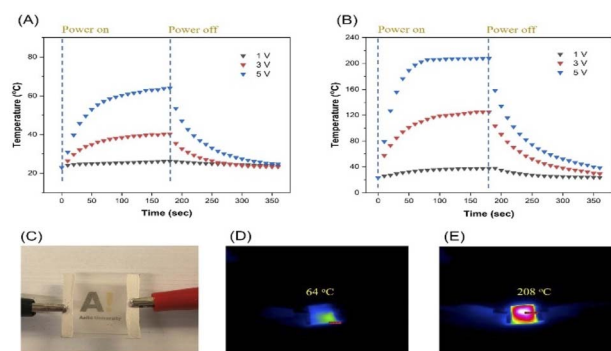 (A)
Power on
Power off
1 V
3 V
5 V
Temperature (°C)
80
60
40
20
0
50
100
150
200
250
300
350
Time (sec)
(B)
Power on
Power off
1 V
3 V
5 V
Temperature (°C)
240
200
160
120
80
40
0
0
50
100
150
200
250
300
350
Time (sec)
(C)
A!
Aalto University
(D)
64 °C
(E)
208 °C